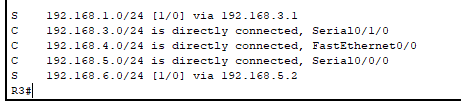 S    192.168.1.0/24 [1/0] via 192.168.3.1
C    192.168.3.0/24 is directly connected, Serial0/1/0
C    192.168.4.0/24 is directly connected, FastEthernet0/0
C    192.168.5.0/24 is directly connected, Serial0/0/0
S    192.168.6.0/24 [1/0] via 192.168.5.2
R3#